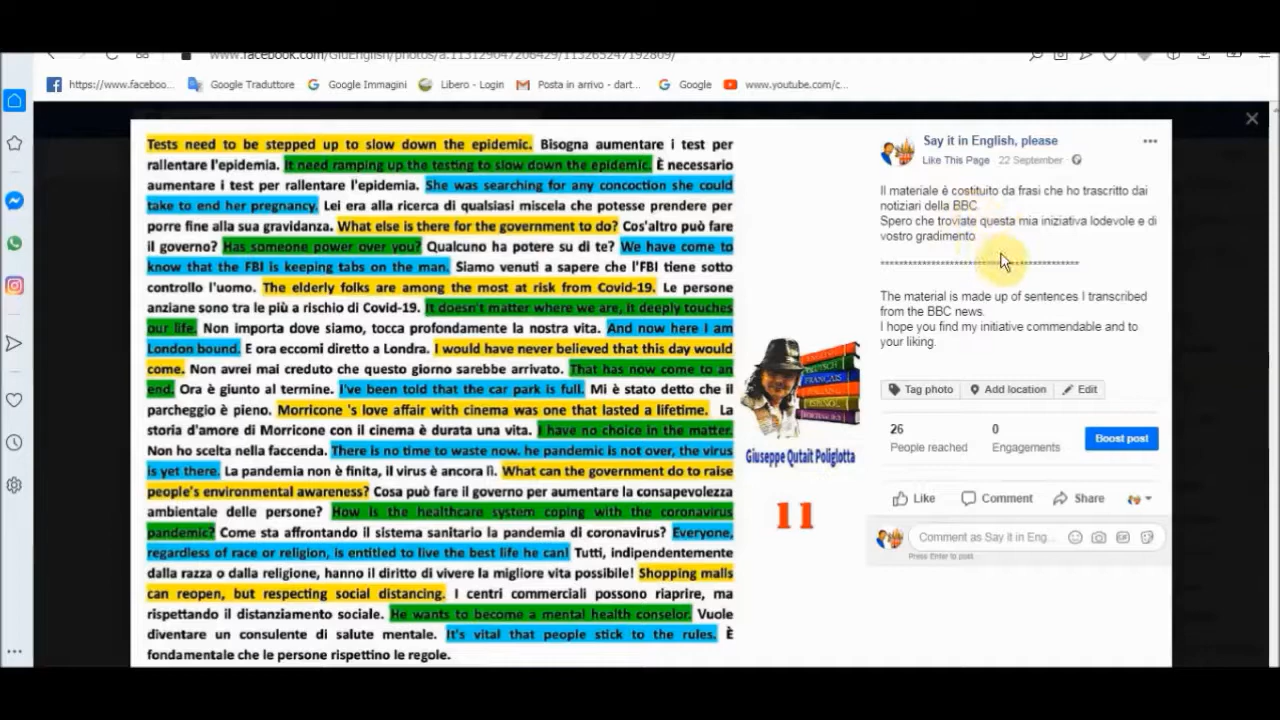 www.facebook.com/GiuEnglish/photos/a.113129047206429/113265247192809/
https://www.faceboo...
Google Traduttore
Google Immagini
Libero - Login
Posta in arrivo - dart...
Google
www.youtube.com/c...
Tests need to be stepped up to slow down the epidemic. Bisogna aumentare i test per
rallentare l'epidemia. It need ramping up the testing to slow down the epidemic. È necessario
aumentare i test per rallentare l'epidemia. She was searching for any concoction she could
take to end her pregnancy. Lei era alla ricerca di qualsiasi miscela che potesse prendere per
porre fine alla sua gravidanza. What else is there for the government to do? Cos'altro può fare
il governo? Has someone power over you? Qualcuno ha potere su di te? We have come to
know that the FBI is keeping tabs on the man. Siamo venuti a sapere che l'FBI tiene sotto
controllo l'uomo. The elderly folks are among the most at risk from Covid-19. Le persone
anziane sono tra le più a rischio di Covid-19. It doesn't matter where we are, it deeply touches
our life. Non importa dove siamo, tocca profondamente la nostra vita. And now here I am
London bound. E ora eccomi diretto a Londra. I would have never believed that this day would
come. Non avrei mai creduto che questo giorno sarebbe arrivato. That has now come to an
end. Ora è giunto al termine. I've been told that the car park is full. Mi è stato detto che il
parcheggio è pieno. Morricone 's love affair with cinema was one that lasted a lifetime. La
storia d'amore di Morricone con il cinema è durata una vita. I have no choice in the matter.
Non ho scelta nella faccenda. There is no time to waste now. he pandemic is not over, the virus
is yet there. La pandemia non è finita, il virus è ancora lì. What can the government do to raise
people's environmental awareness? Cosa può fare il governo per aumentare la consapevolezza
ambientale delle persone? How is the healthcare system coping with the coronavirus
pandemic? Come sta affrontando il sistema sanitario la pandemia di coronavirus? Everyone,
regardless of race or religion, is entitled to live the best life he can! Tutti, indipendentemente
dalla razza o dalla religione, hanno il diritto di vivere la migliore vita possibile! Shopping malls
can reopen, but respecting social distancing. I centri commerciali possono riaprire, ma
rispettando il distanziamento sociale. He wants to become a mental health conselor. Vuole
diventare un consulente di salute mentale. It's vital that people stick to the rules. È
fondamentale che le persone rispettino le regole.
ENGLISH
DEUTSCH
FRANÇAIS
Giuseppe Qutait Poliglotta
11
Say it in English, please
Like This Page 22 September
Il materiale è costituito da frasi che ho trascritto dai
notiziari della BBC
Spero che troviate questa mia iniziativa lodevole e di
vostro gradimento
The material is made up of sentences I transcribed
from the BBC news.
I hope you find my initiative commendable and to
your liking.
Tag photo
Add location
Edit
26
People reached
0
Engagements
Boost post
Like
Comment
Share
Comment as Say it in Eng...
Press Enter to post.